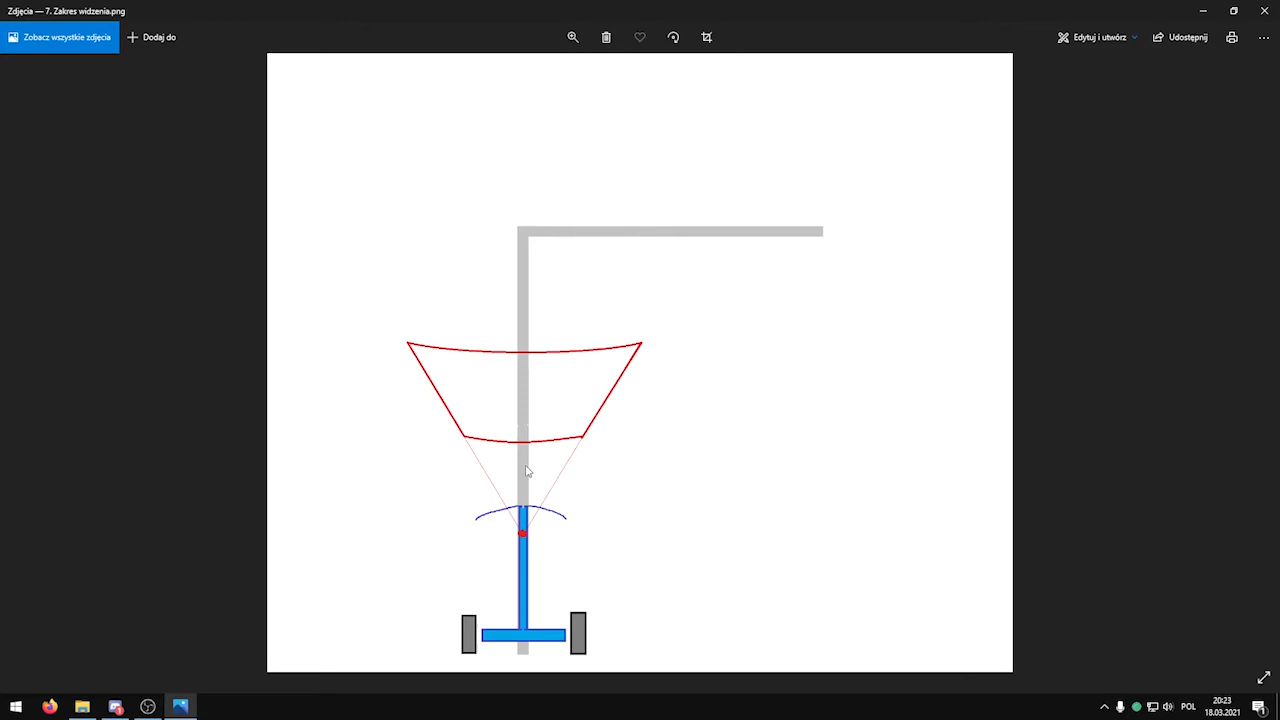 Zdjęcia — 7. Zakres widzenia.png
Zobacz wszystkie zdjęcia
Dodaj do
Edytuj i utwórz
Udostępnij
POL
20:23
18.03.2021